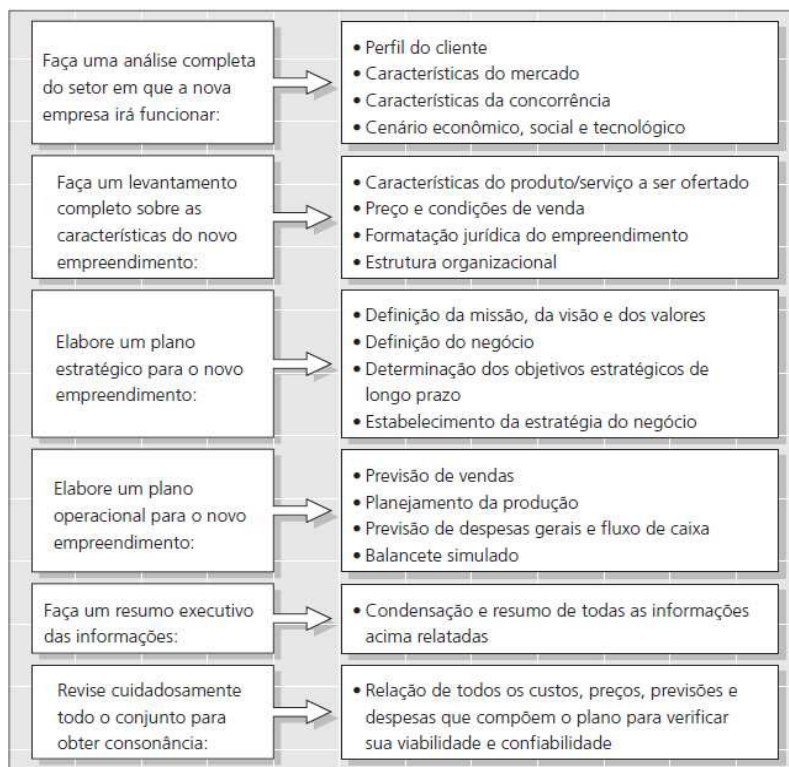 Faça uma análise completa
do setor em que a nova
empresa irá funcionar:
• Perfil do cliente
• Características do mercado
• Características da concorrência
• Cenário econômico, social e tecnológico
Faça um levantamento
completo sobre as
características do novo
empreendimento:
• Características do produto/serviço a ser ofertado
• Preço e condições de venda
• Formatação jurídica do empreendimento
• Estrutura organizacional
Elabore um plano
estratégico para o novo
empreendimento:
• Definição da missão, da visão e dos valores
• Definição do negócio
• Determinação dos objetivos estratégicos de
longo prazo
• Estabelecimento da estratégia do negócio
Elabore um plano
operacional para o novo
empreendimento:
• Previsão de vendas
• Planejamento da produção
• Previsão de despesas gerais e fluxo de caixa
• Balancete simulado
Faça um resumo executivo
das informações:
• Condensação e resumo de todas as informações
acima relatadas
Revise cuidadosamente
todo o conjunto para
obter consonância:
• Relação de todos os custos, preços, previsões e
despesas que compõem o plano para verificar
sua viabilidade e confiabilidade